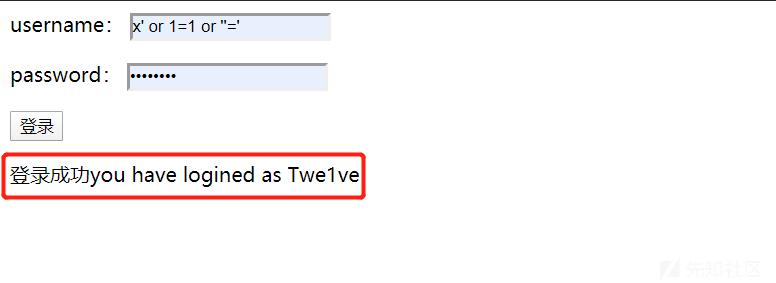 username： x' or 1=1 or ''='
password： ••••••••
登录
登录成功you have logined as Twe1ve
先知社区